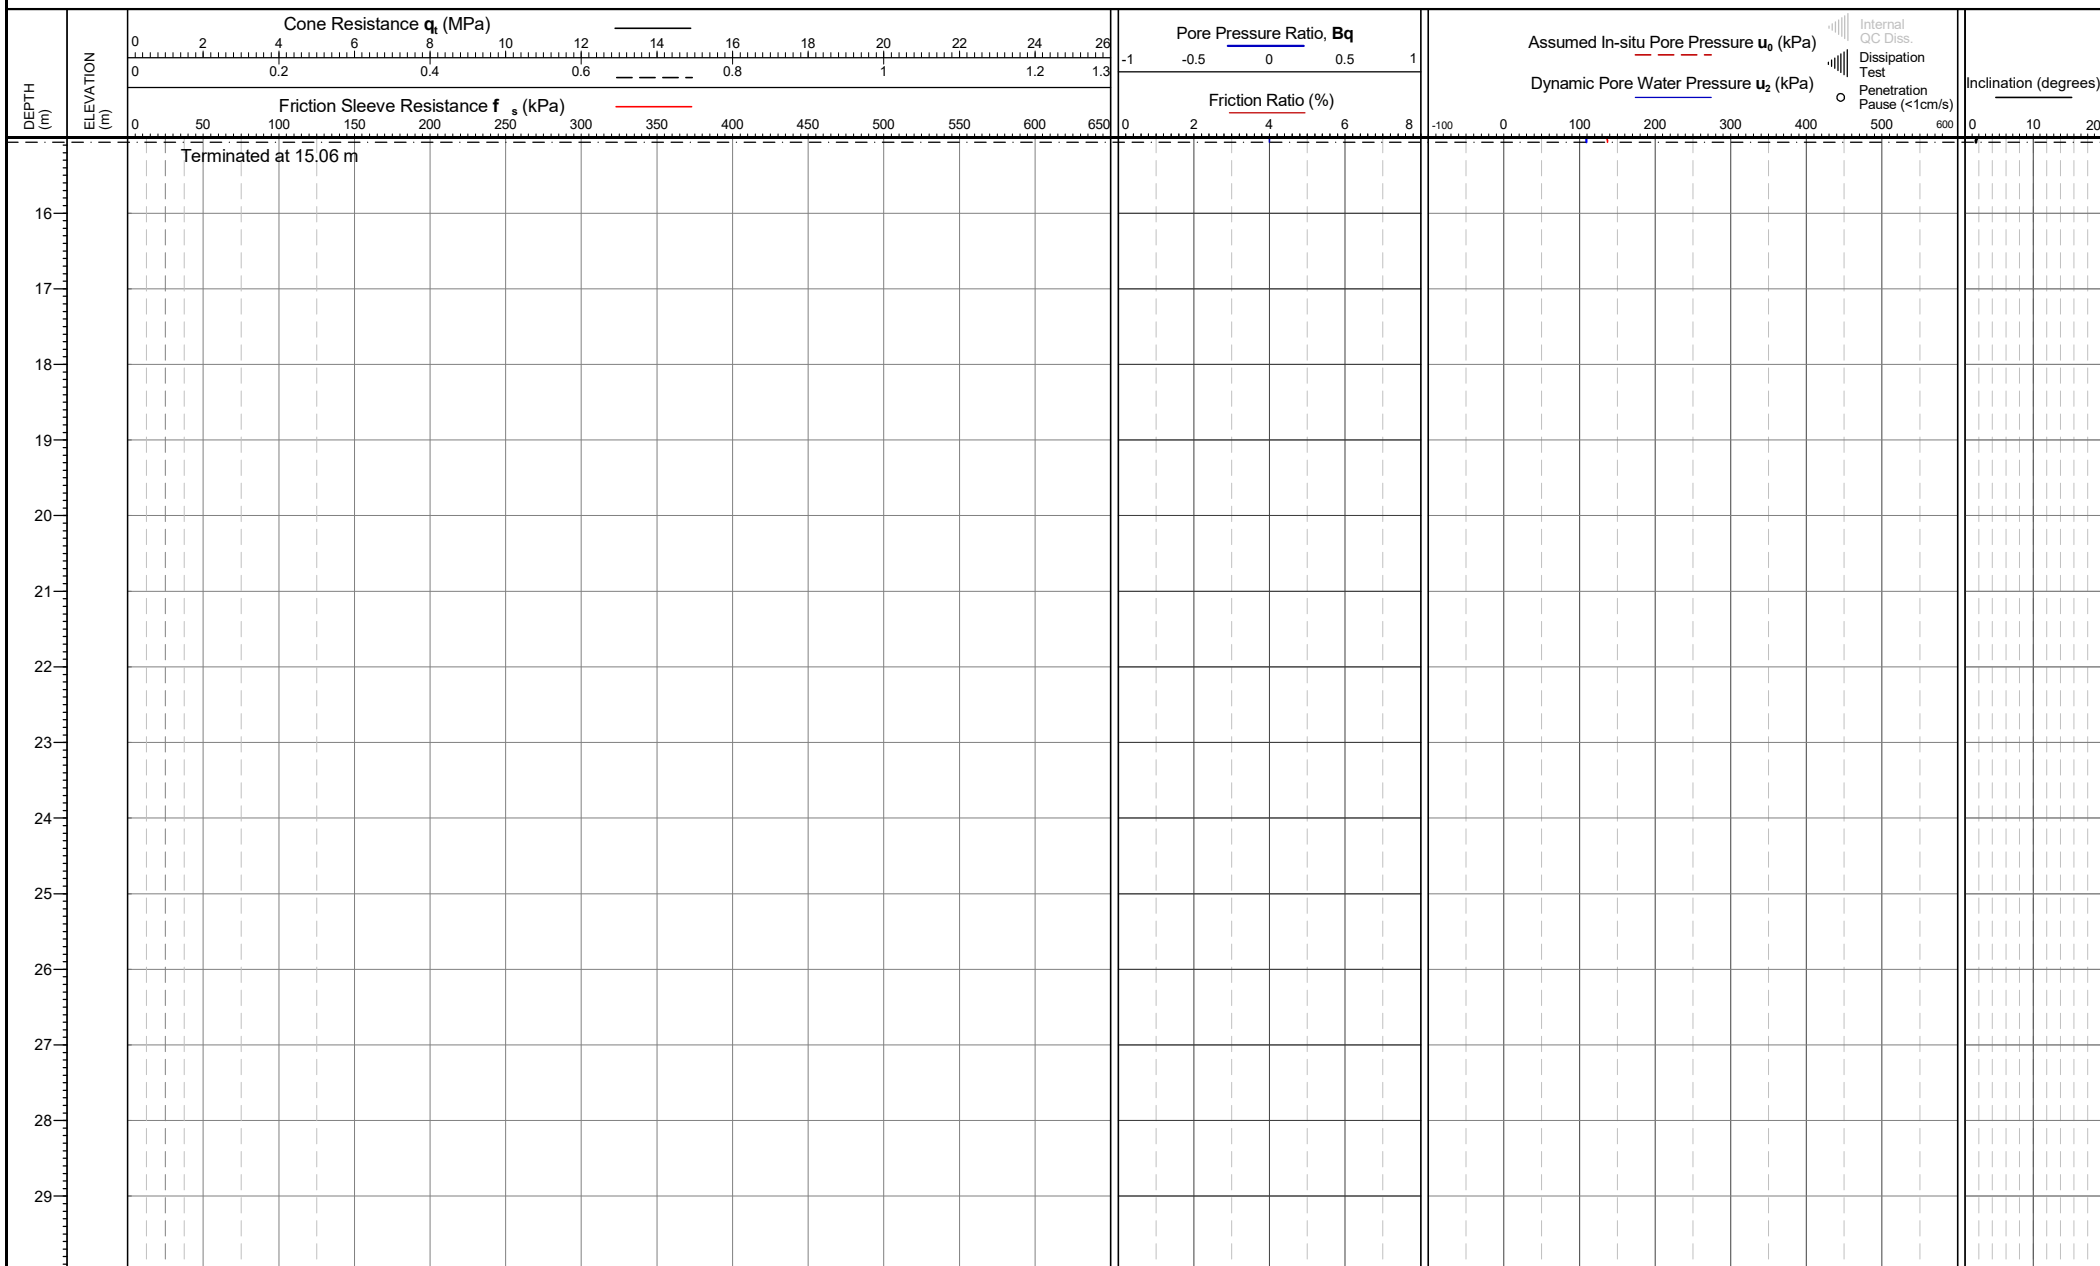 Cone Resistance qt (MPa)
0 2 4 6 8 10 12 14 16 18 20 22 24 26
0 0.2 0.4 0.6 0.8 1 1.2 1.3
Friction Sleeve Resistance f s (kPa)
0 50 100 150 200 250 300 350 400 450 500 550 600 650
DEPTH
(m)
ELEVATION
(m)
Pore Pressure Ratio, Bq
-1 -0.5 0 0.5 1
Friction Ratio (%)
0 2 4 6 8
Assumed In-situ Pore Pressure u0 (kPa)
Dynamic Pore Water Pressure u2 (kPa)
-100 0 100 200 300 400 500 600
Internal
QC Diss.
Dissipation
Test
Penetration
Pause (<1cm/s)
Inclination (degrees)
0 10 20
Terminated at 15.06 m
16
17
18
19
20
21
22
23
24
25
26
27
28
29